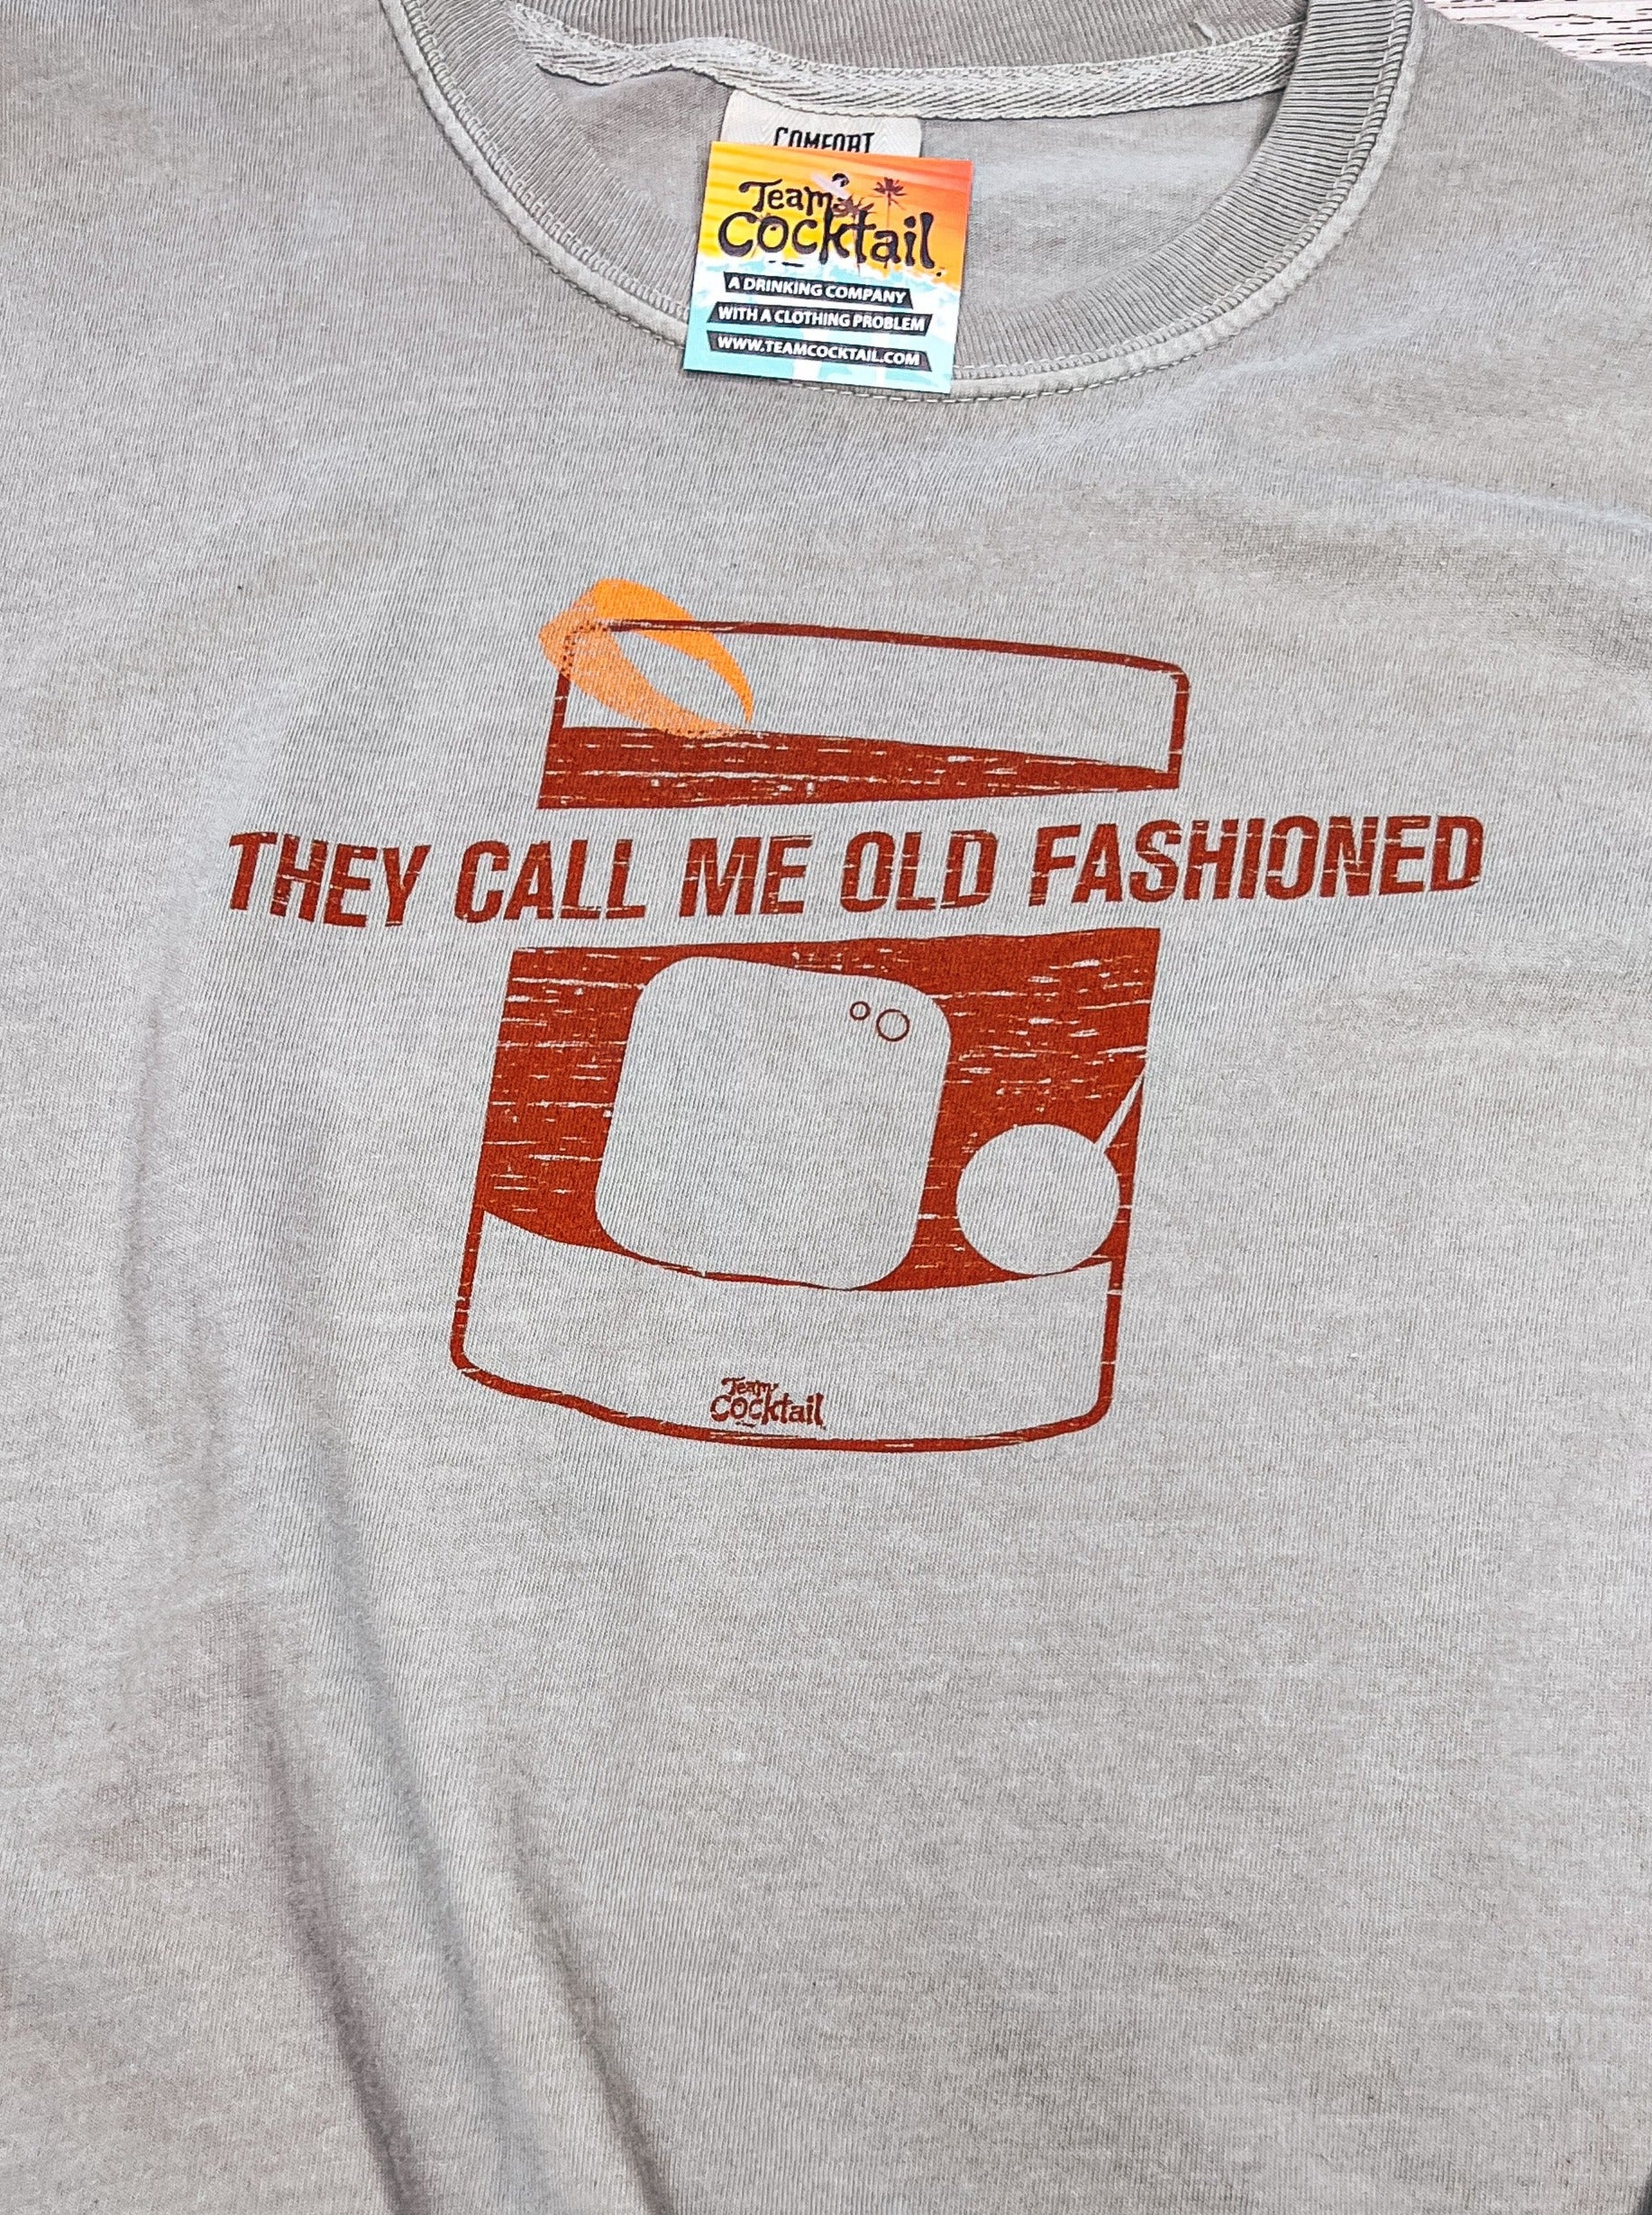 COMFORT
Team
Cocktail
A DRINKING COMPANY
WITH A CLOTHING PROBLEM
WWW.TEAMCOCKTAIL.COM
THEY CALL ME OLD FASHIONED
Team
Cocktail